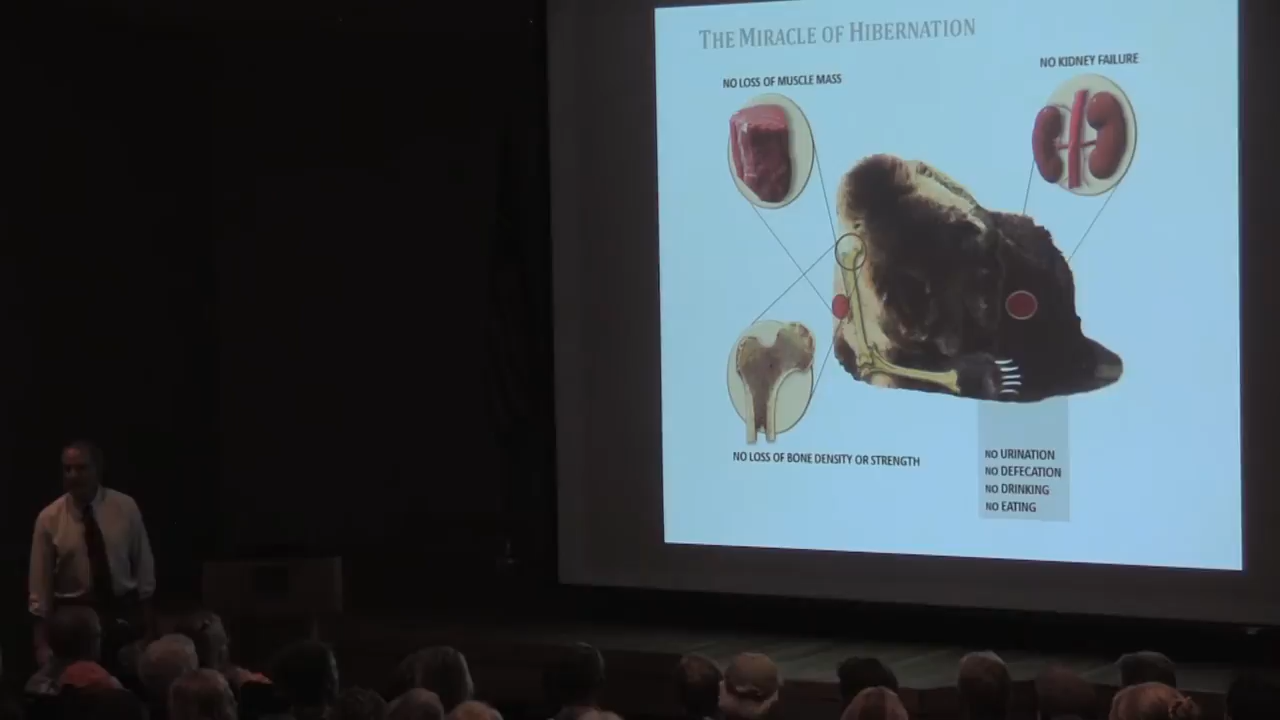 THE MIRACLE OF HIBERNATION
NO LOSS OF MUSCLE MASS
NO KIDNEY FAILURE
NO LOSS OF BONE DENSITY OR STRENGTH
NO URINATION
NO DEFECATION
NO DRINKING
NO EATING